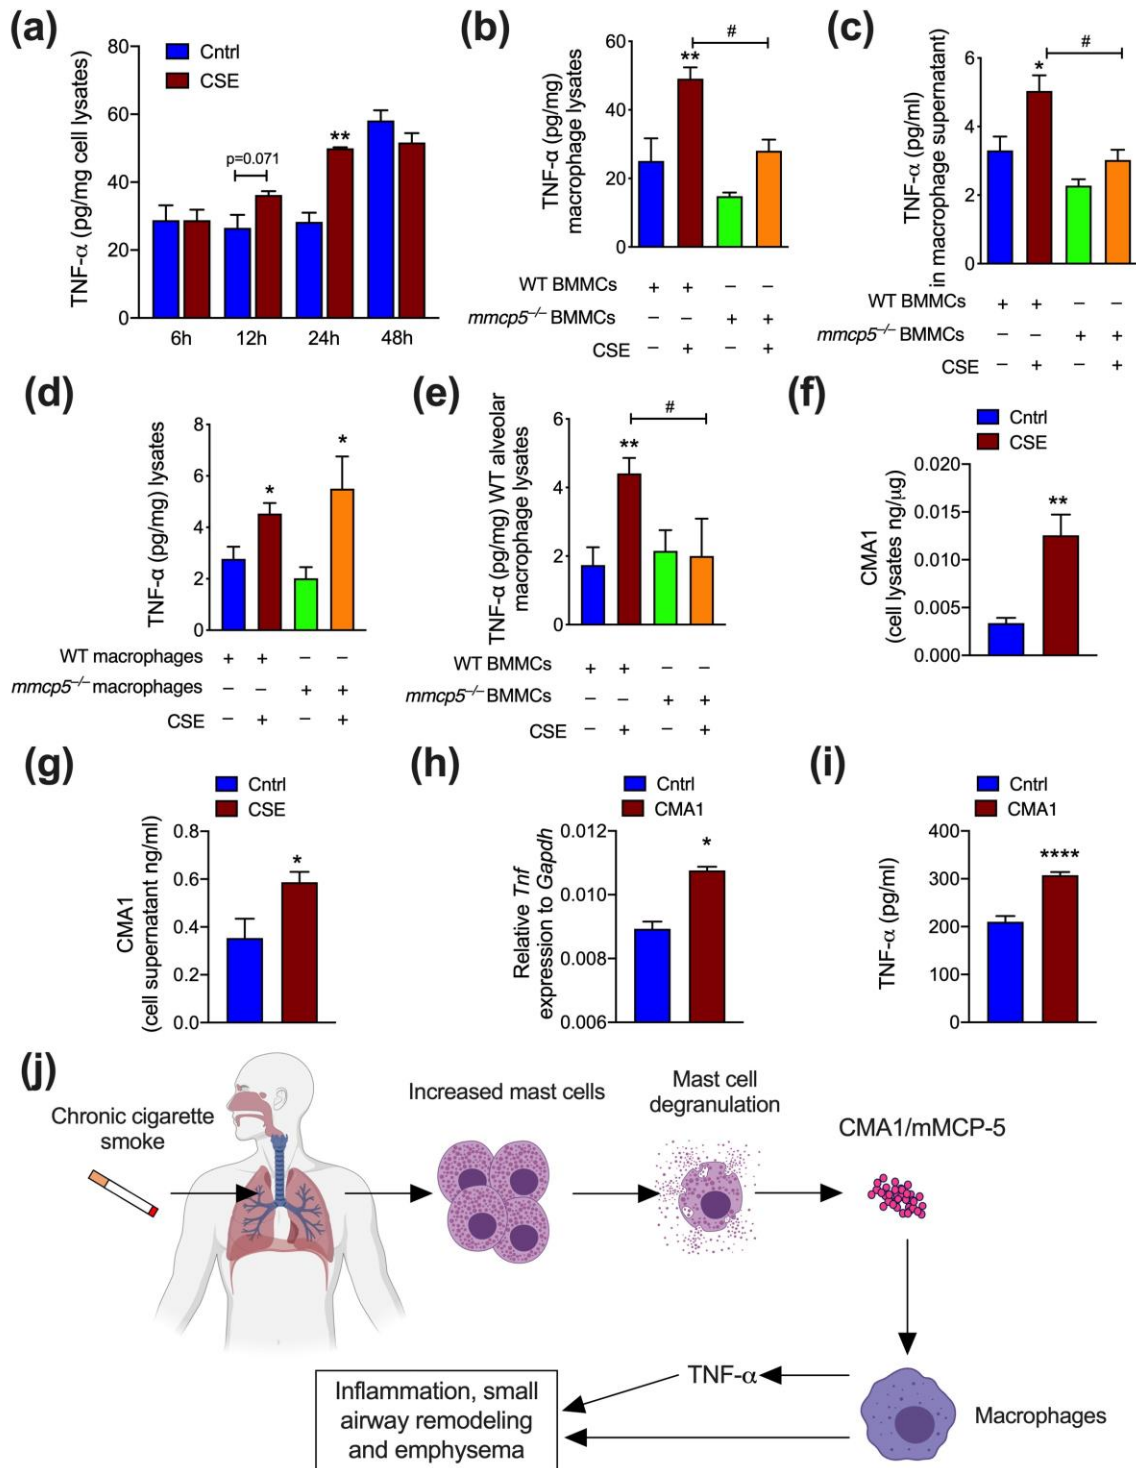 (a)
TNF-α (pg/mg cell lysates)
80
60
40
20
0
Cntrl
CSE
p=0.071
**
6h 12h 24h 48h
(b)
TNF-α (pg/mg)
macrophage lysates
60
40
20
0
**
#
WT BMMCs + + – –
mmcp5–/– BMMCs – – + +
CSE – + – +
(c)
TNF-α (pg/ml)
in macrophage supernatant
6
4
2
0
*
#
WT BMMCs + + – –
mmcp5–/– BMMCs – – + +
CSE – + – +
(d)
TNF-α (pg/mg) lysates
8
6
4
2
0
*
*
WT macrophages + + – –
mmcp5–/– macrophages – – + +
CSE – + – +
(e)
TNF-α (pg/mg) WT alveolar
macrophage lysates
6
4
2
0
**
#
WT BMMCs + + – –
mmcp5–/– BMMCs – – + +
CSE – + – +
(f)
Cntrl
CSE
CMA1
(cell lysates ng/μg)
0.020
0.015
0.010
0.005
0.000
**
(g)
Cntrl
CSE
CMA1
(cell supernatant ng/ml)
0.8
0.6
0.4
0.2
0.0
*
(h)
Cntrl
CMA1
Relative Tnf
expression to Gapdh
0.012
0.010
0.008
0.006
*
(i)
Cntrl
CMA1
TNF-α (pg/ml)
400
300
200
100
0
****
(j)
Chronic cigarette
smoke
Increased mast cells
Mast cell
degranulation
CMA1/mMCP-5
Macrophages
TNF-α
Inflammation, small
airway remodeling
and emphysema